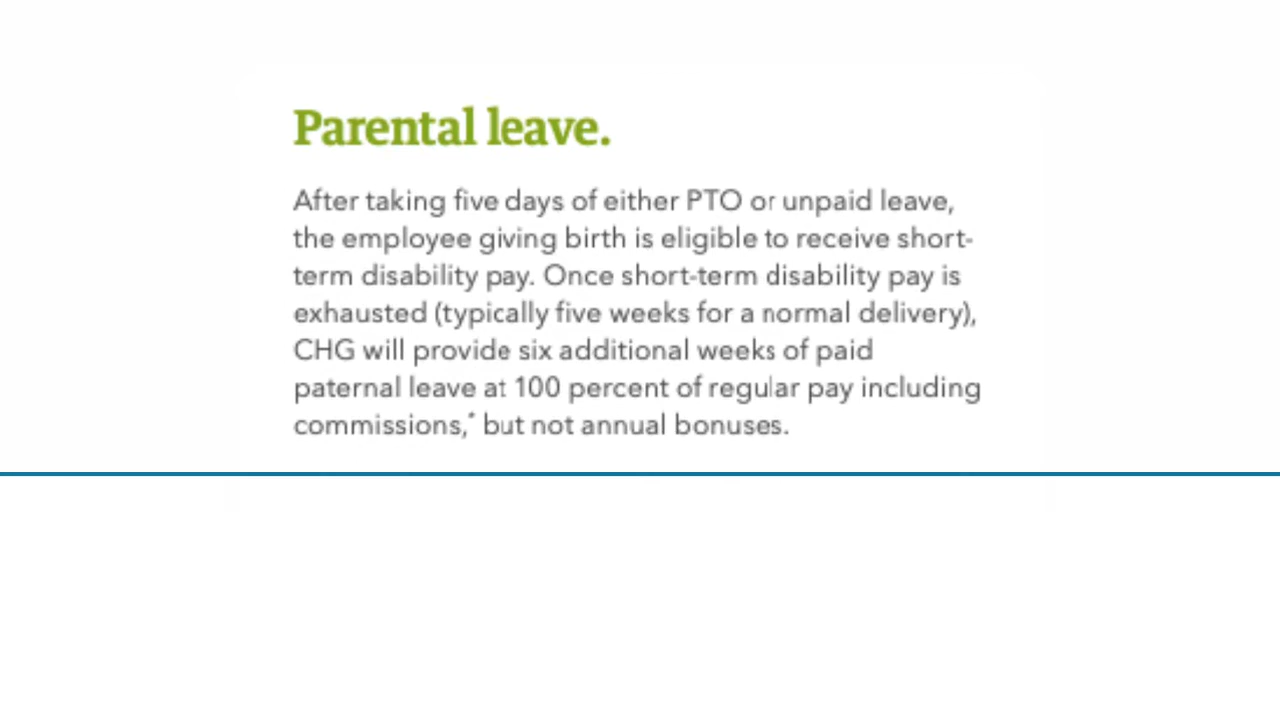 Parental leave.
After taking five days of either PTO or unpaid leave,
the employee giving birth is eligible to receive short-
term disability pay. Once short-term disability pay is
exhausted (typically five weeks for a normal delivery),
CHG will provide six additional weeks of paid
paternal leave at 100 percent of regular pay including
commissions,* but not annual bonuses.